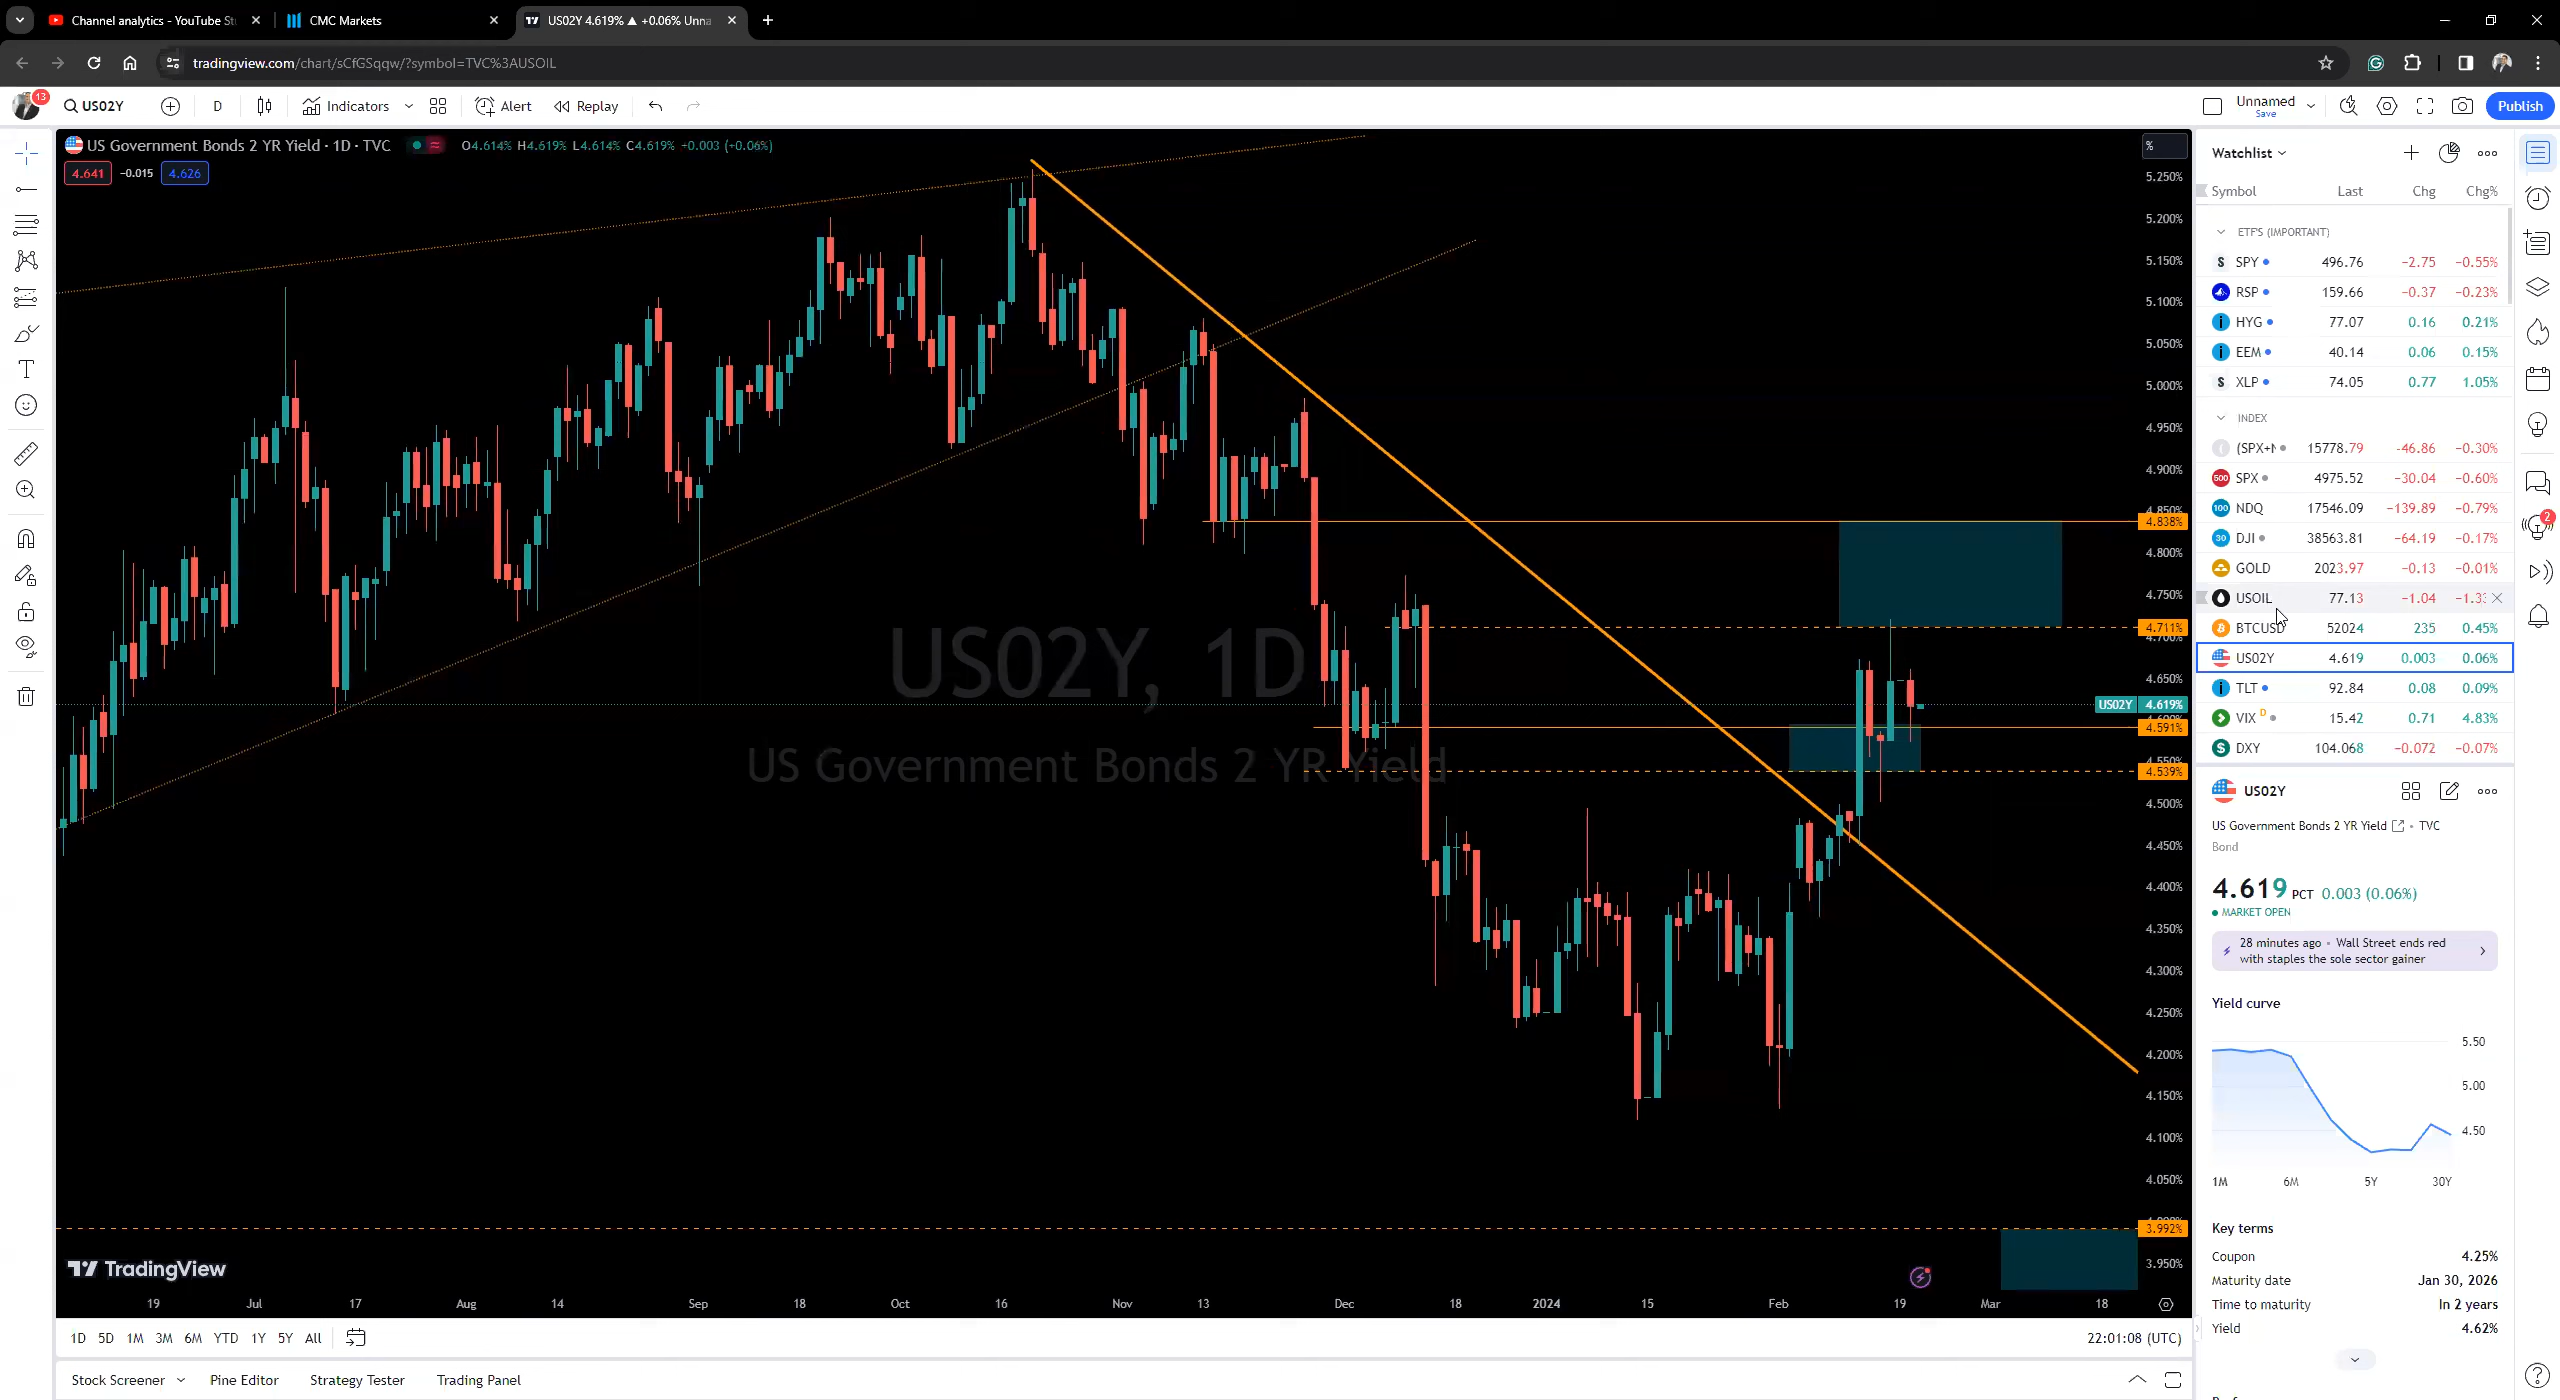 Channel analytics - YouTube St
CMC Markets
US02Y 4.619% ▲ +0.06% Unna
tradingview.com/chart/sCfGSqqw/?symbol=TVC%3AUSOIL
13
US02Y
D
Indicators
Alert
Replay
Unnamed
Save
Publish
US Government Bonds 2 YR Yield · 1D · TVC
O4.614% H4.619% L4.614% C4.619% +0.003 (+0.06%)
4.641 −0.015 4.626
US02Y, 1D
US Government Bonds 2 YR Yield
%
5.250%
5.200%
5.150%
5.100%
5.050%
5.000%
4.950%
4.900%
4.850%
4.838%
4.800%
4.750%
4.711%
4.700%
4.650%
US02Y 4.619%
4.591%
4.550%
4.539%
4.500%
4.450%
4.400%
4.350%
4.300%
4.250%
4.200%
4.150%
4.100%
4.050%
3.992%
3.950%
TradingView
19 Jul 17 Aug 14 Sep 18 Oct 16 Nov 13 Dec 18 2024 15 Feb 19 Mar 18
1D 5D 1M 3M 6M YTD 1Y 5Y All
22:01:08 (UTC)
Stock Screener Pine Editor Strategy Tester Trading Panel
Watchlist
Symbol Last Chg Chg%
ETF'S (IMPORTANT)
SPY 496.76 −2.75 −0.55%
RSP 159.66 −0.37 −0.23%
HYG 77.07 0.16 0.21%
EEM 40.14 0.06 0.15%
XLP 74.05 0.77 1.05%
INDEX
(SPX+N 15778.79 -46.86 −0.30%
SPX 4975.52 −30.04 −0.60%
NDQ 17546.09 −139.89 −0.79%
DJI 38563.81 −64.19 −0.17%
GOLD 2023.97 −0.13 −0.01%
USOIL 77.13 −1.04 −1.33
BTCUSD 52024 235 0.45%
US02Y 4.619 0.003 0.06%
TLT 92.84 0.08 0.09%
VIX D 15.42 0.71 4.83%
DXY 104.068 −0.072 −0.07%
US02Y
US Government Bonds 2 YR Yield • TVC
Bond
4.619 PCT 0.003 (0.06%)
MARKET OPEN
28 minutes ago • Wall Street ends red
with staples the sole sector gainer
Yield curve
5.50
5.00
4.50
1M 6M 5Y 30Y
Key terms
Coupon 4.25%
Maturity date Jan 30, 2026
Time to maturity In 2 years
Yield 4.62%
2